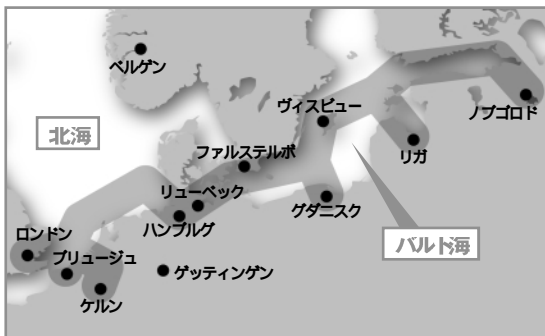 ベルゲン
ヴィスビュー
ノブゴロド
北海
ファルステルボ
リガ
リューベック
グダニスク
ハンブルグ
バルト海
ロンドン
ブリュージュ
ゲッティンゲン
ケルン